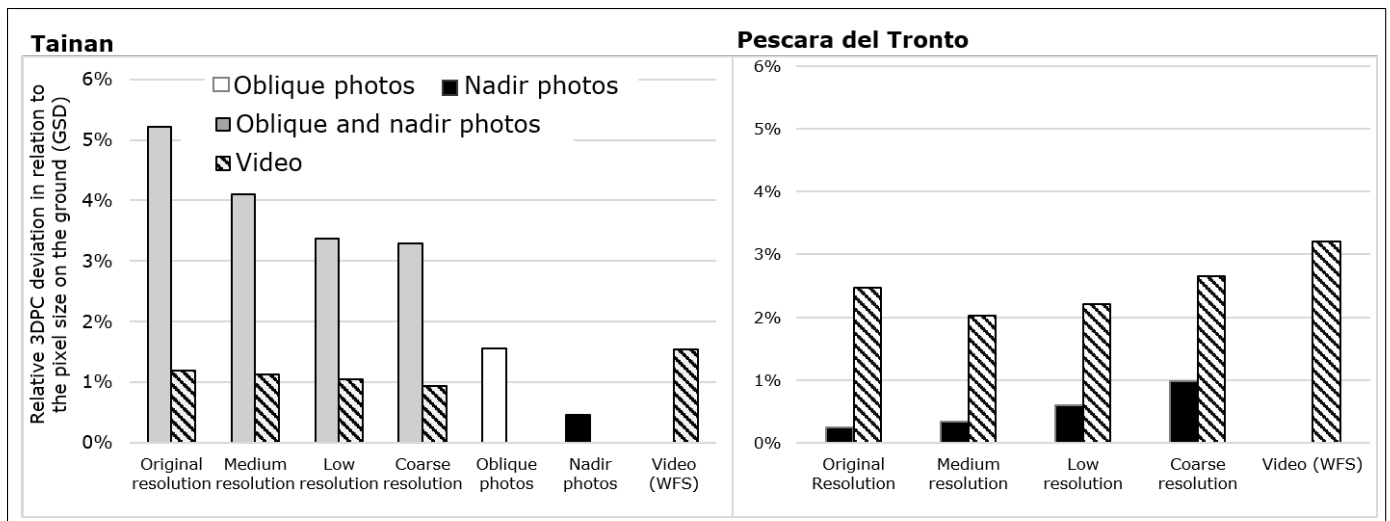 Tainan
Relative 3DPC deviation in relation to
the pixel size on the ground (GSD)
6%
5%
4%
3%
2%
1%
0%
Oblique photos
Nadir photos
Oblique and nadir photos
Video
Original
resolution
Medium
resolution
Low
resolution
Coarse
resolution
Oblique
photos
Nadir
photos
Video
(WFS)
Pescara del Tronto
6%
5%
4%
3%
2%
1%
0%
Original
Resolution
Medium
resolution
Low
resolution
Coarse
resolution
Video (WFS)